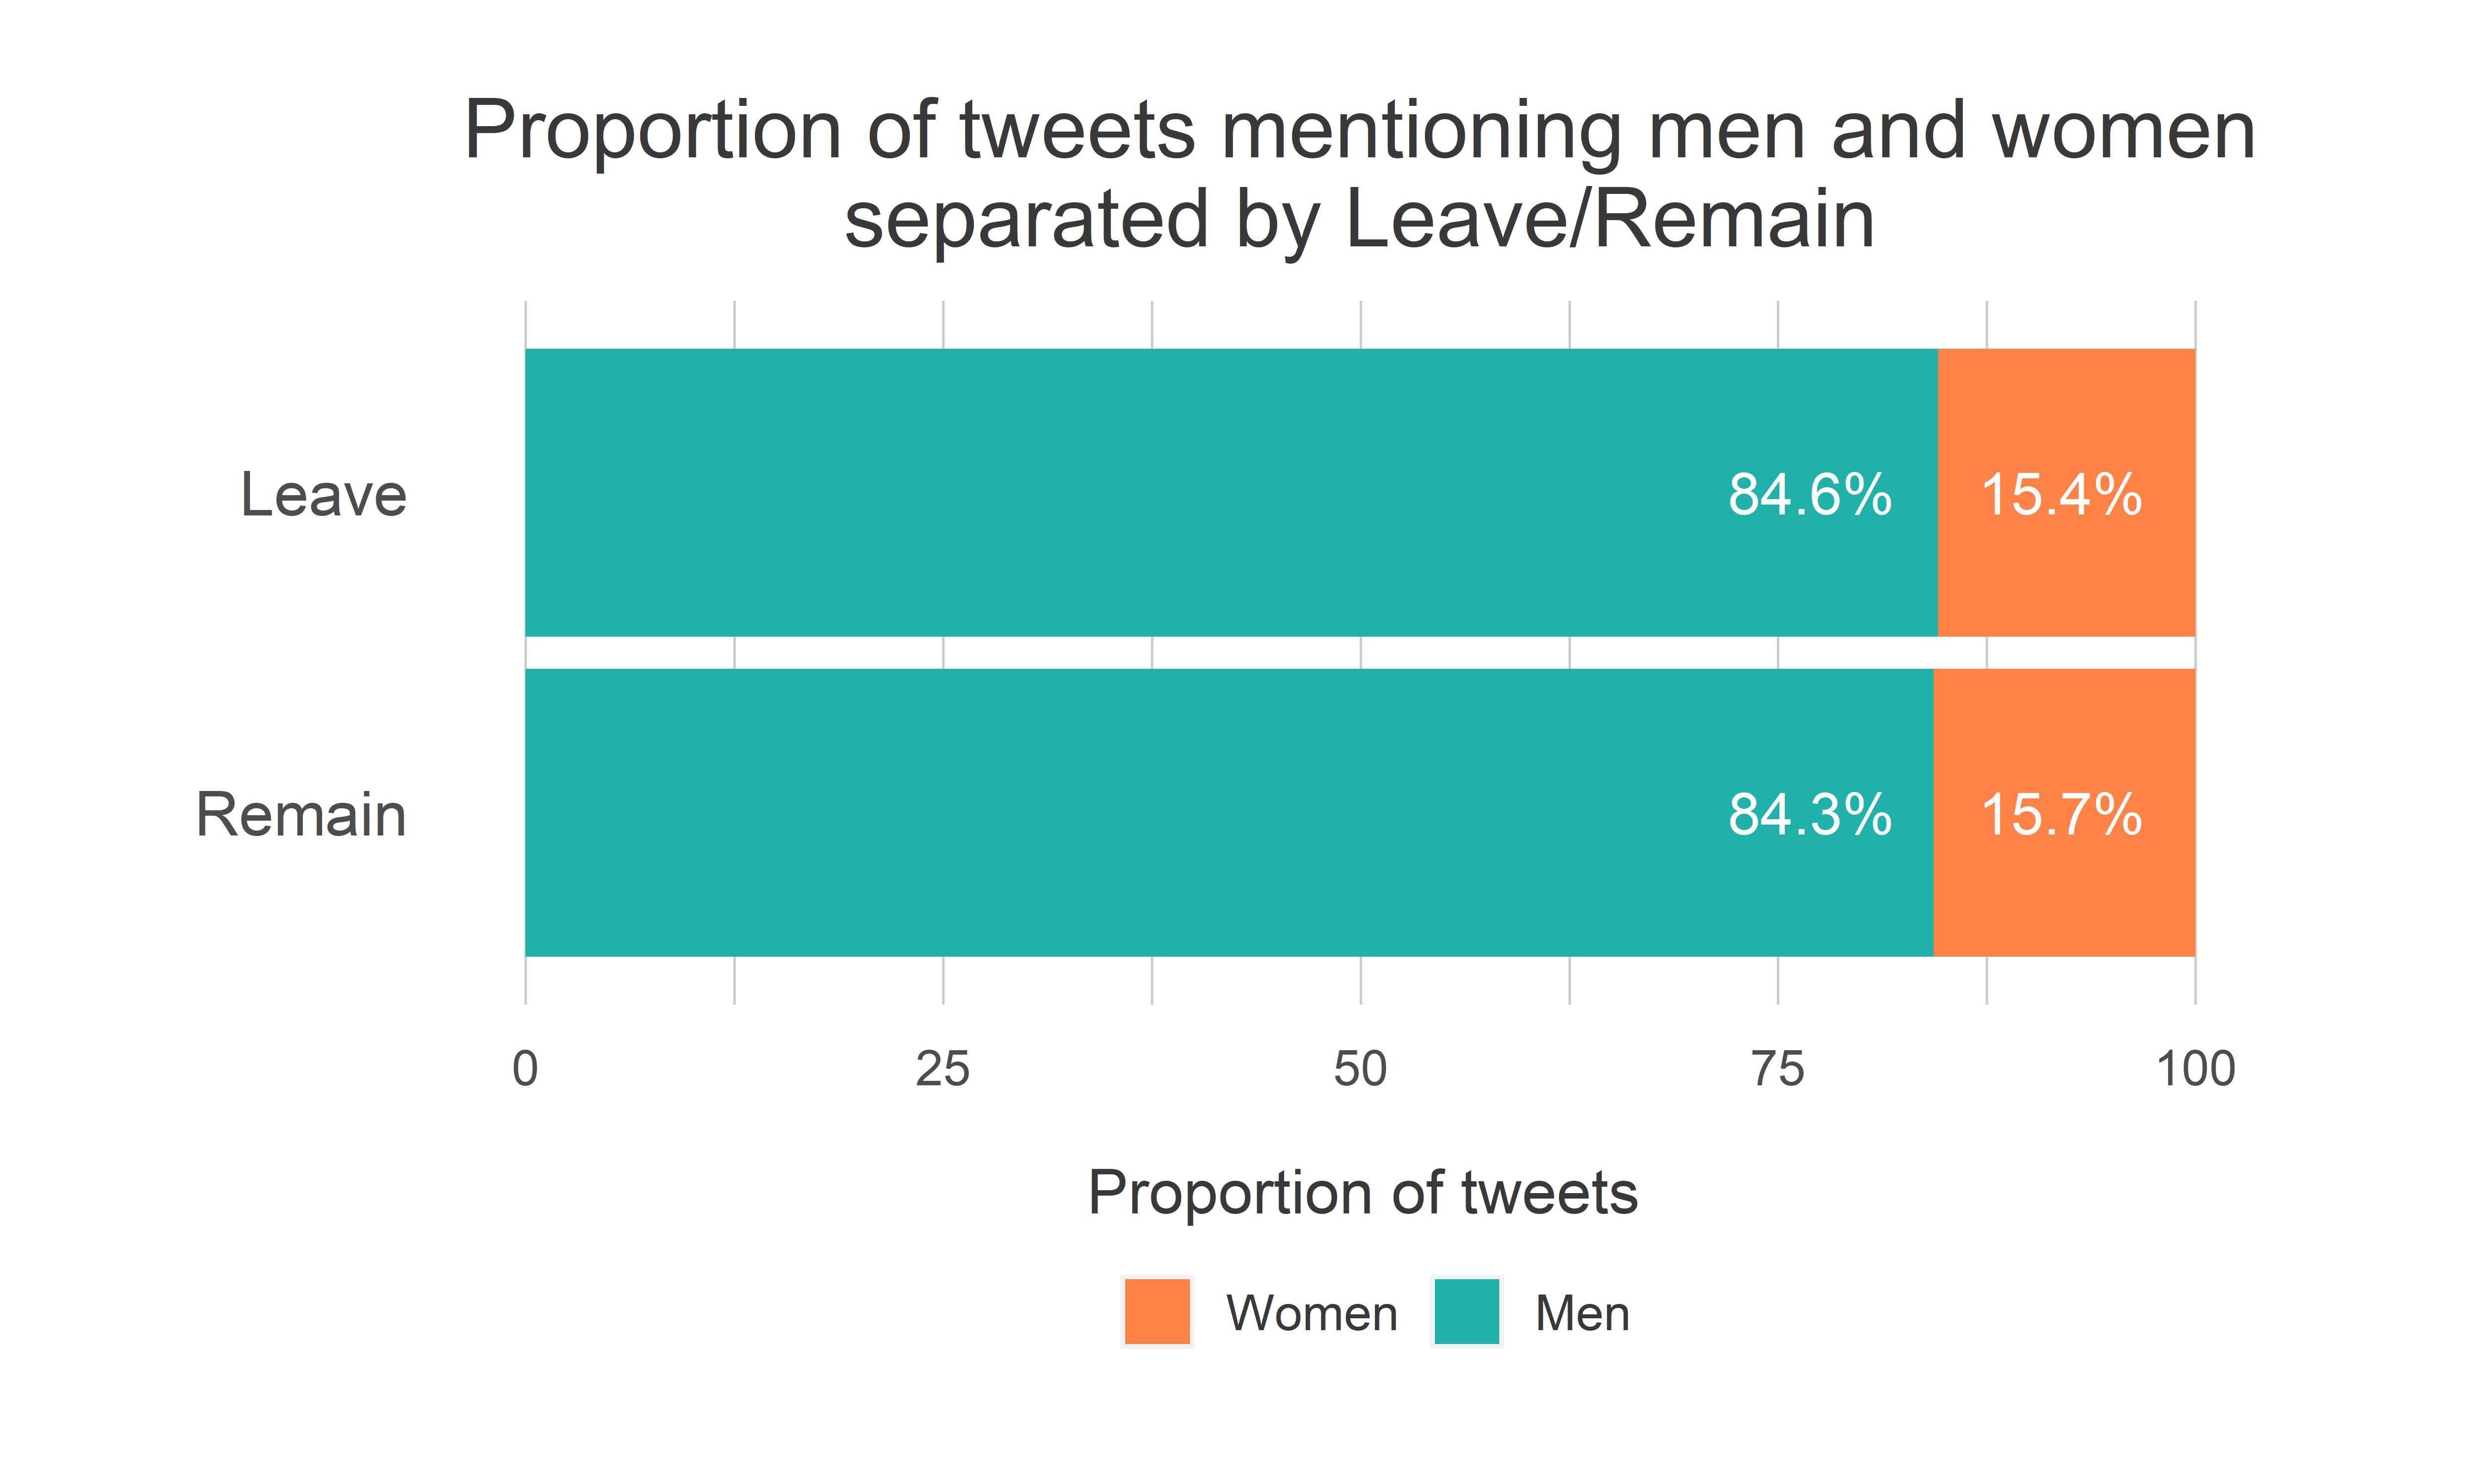 Proportion of tweets mentioning men and women
separated by Leave/Remain
Leave
84.6%
15.4%
Remain
84.3%
15.7%
0 25 50 75 100
Proportion of tweets
Women Men